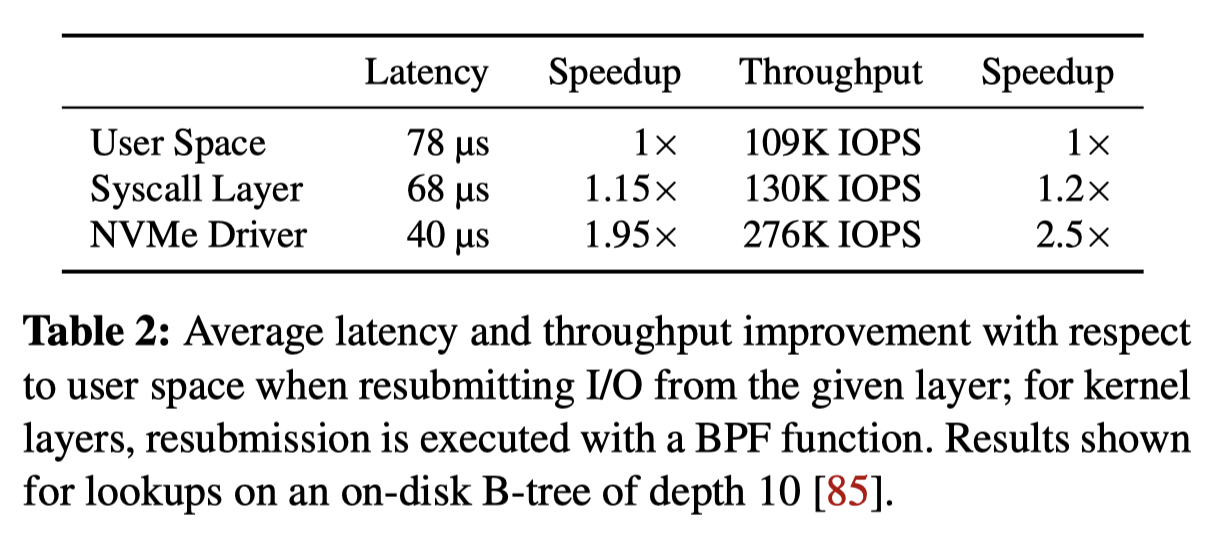 Latency Speedup Throughput Speedup
User Space 78 µs 1× 109K IOPS 1×
Syscall Layer 68 µs 1.15× 130K IOPS 1.2×
NVMe Driver 40 µs 1.95× 276K IOPS 2.5×
Table 2: Average latency and throughput improvement with respect
to user space when resubmitting I/O from the given layer; for kernel
layers, resubmission is executed with a BPF function. Results shown
for lookups on an on-disk B-tree of depth 10 [85].